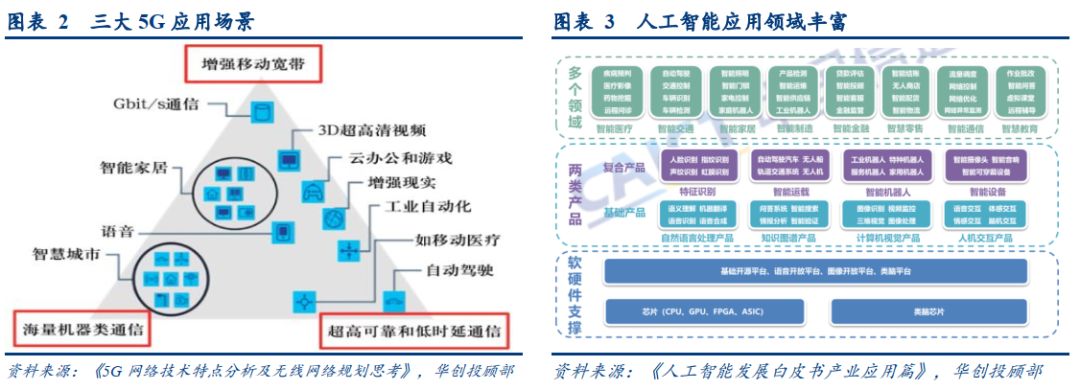 图表 2 三大 5G 应用场景
增强移动宽带
Gbit/s通信
3D超高清视频
智能家居
云办公和游戏
增强现实
工业自动化
语音
如移动医疗
智慧城市
自动驾驶
海量机器类通信
超高可靠和低时延通信
资料来源：《5G 网络技术特点分析及无线网络规划思考》，华创投顾部
图表 3 人工智能应用领域丰富
多个领域
疾病预判 自动驾驶 智能照明 产品检测 贷款评估 智能结账 流量调度 作业批改
医疗影像 交通控制 智能门锁 智能运维 智能投顾 无人商店 网络控制 智能问答
药物挖掘 车辆识别 家电控制 智能供应链 智能客服 智能配货 网络优化 虚拟课堂
远程问诊 车辆检测 家庭机器人 工业机器人 金融监管 智能物流 网络异常监测 远程辅导
智能医疗 智能交通 智能家居 智能制造 智能金融 智慧零售 智能通信 智慧教育
两类产品
复合产品
人脸识别 指纹识别 自动驾驶汽车 无人船 工业机器人 特种机器人 智能摄像头 智能音响
声纹识别 虹膜识别 轨道交通系统 无人机 服务机器人 家用机器人 智能可穿戴设备
特征识别 智能运载 智能机器人 智能设备
基础产品
语义理解 机器翻译 问答系统 智能搜索 图像识别 视频监控 语音交互 体感交互
语音识别 语音合成 情报分析 智能验证 三维视觉 图像处理 情感交互 脑机交互
自然语言处理产品 知识图谱产品 计算机视觉产品 人机交互产品
软硬件支撑
基础开源平台、语音开放平台、图像开放平台、类脑平台
芯片（CPU、GPU、FPGA、ASIC） 类脑芯片
资料来源：《人工智能发展白皮书产业应用篇》，华创投顾部